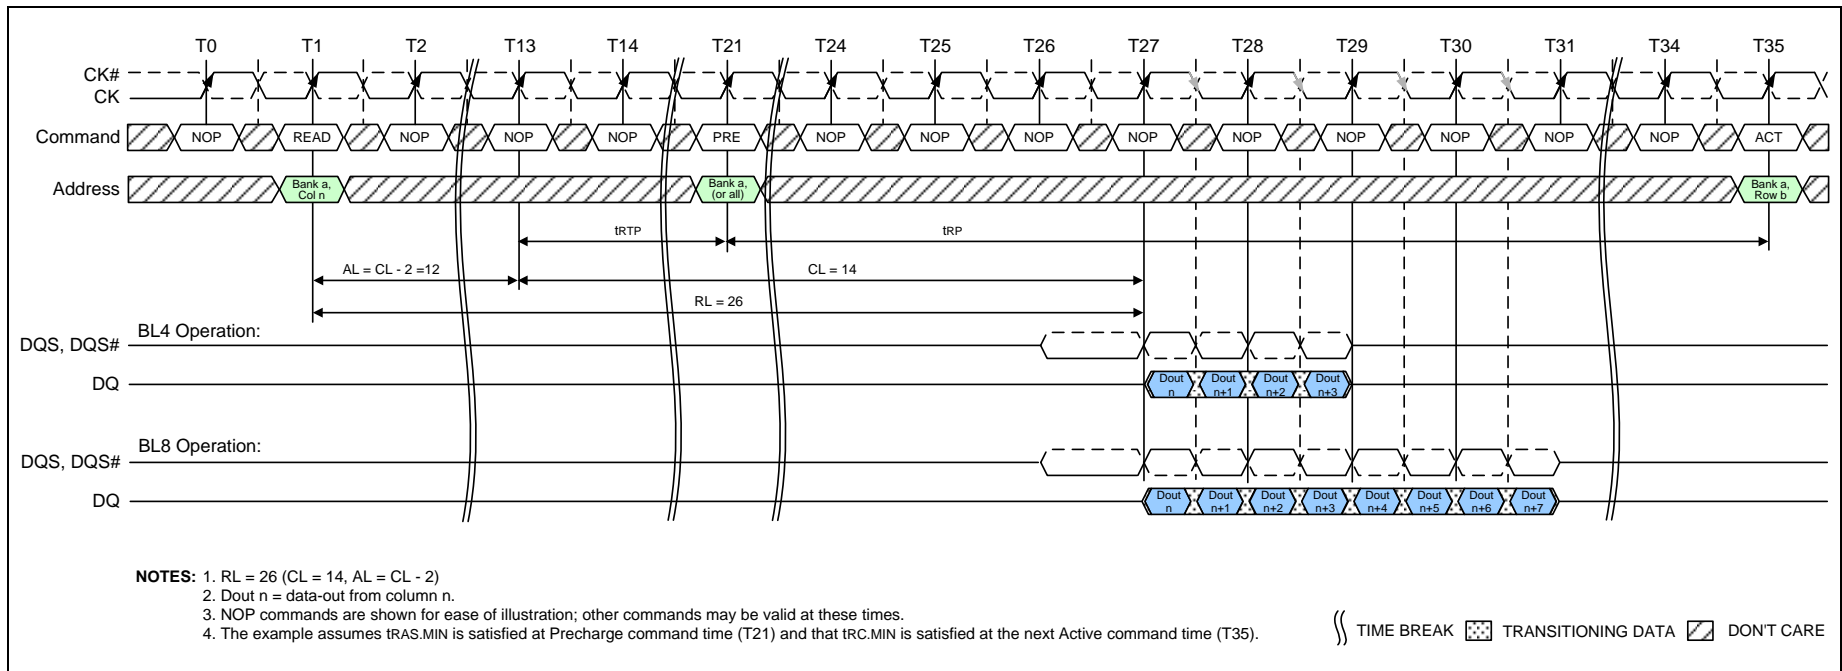 T0 T1 T2 T13 T14 T21 T24 T25 T26 T27 T28 T29 T30 T31 T34 T35
CK#
CK
Command NOP READ NOP NOP NOP PRE NOP NOP NOP NOP NOP NOP NOP NOP NOP ACT
Address Bank a, Col n Bank a, (or all) Bank a, Row b
tRTP tRP
AL = CL - 2 =12 CL = 14
RL = 26
BL4 Operation:
DQS, DQS#
DQ Dout n Dout n+1 Dout n+2 Dout n+3
BL8 Operation:
DQS, DQS#
DQ Dout n Dout n+1 Dout n+2 Dout n+3 Dout n+4 Dout n+5 Dout n+6 Dout n+7
NOTES: 1. RL = 26 (CL = 14, AL = CL - 2)
2. Dout n = data-out from column n.
3. NOP commands are shown for ease of illustration; other commands may be valid at these times.
4. The example assumes tRAS.MIN is satisfied at Precharge command time (T21) and that tRC.MIN is satisfied at the next Active command time (T35).
TIME BREAK TRANSITIONING DATA DON'T CARE